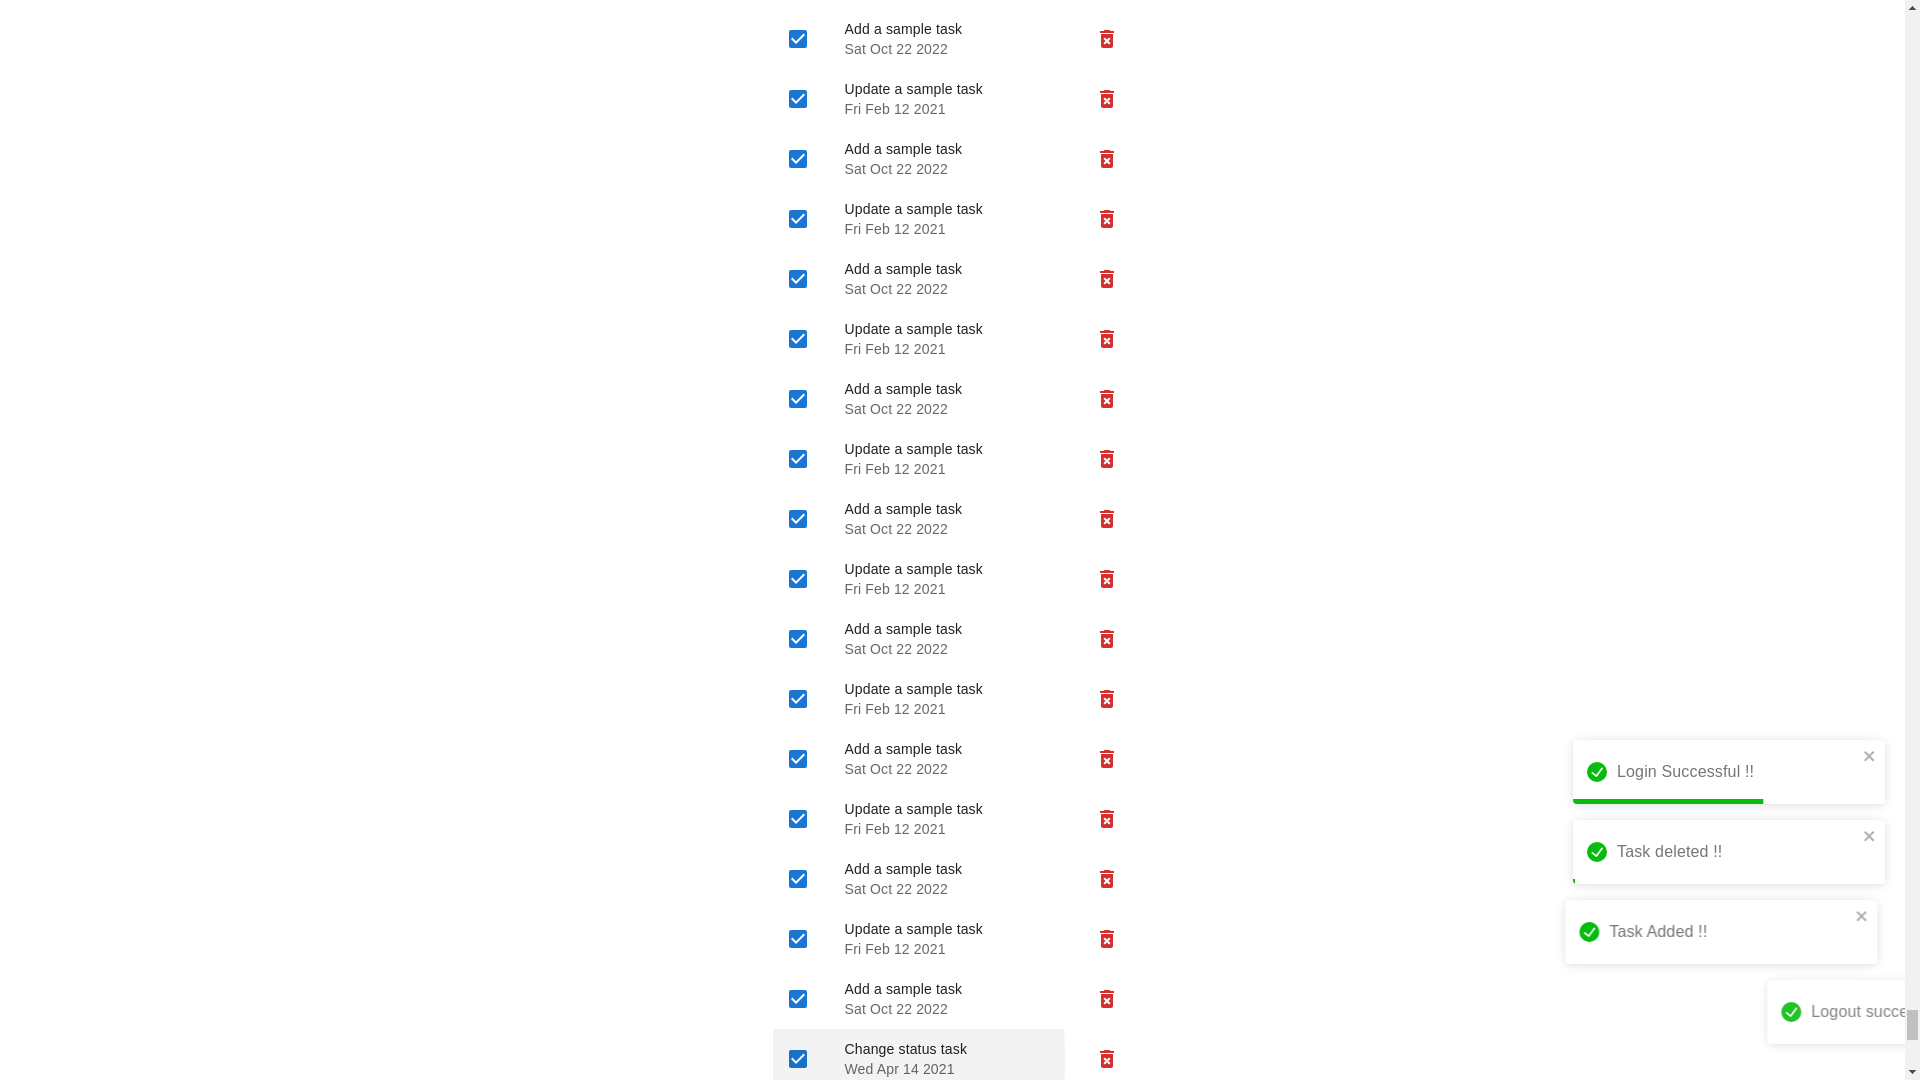 Add a sample task
Sat Oct 22 2022
Update a sample task
Fri Feb 12 2021
Add a sample task
Sat Oct 22 2022
Update a sample task
Fri Feb 12 2021
Add a sample task
Sat Oct 22 2022
Update a sample task
Fri Feb 12 2021
Add a sample task
Sat Oct 22 2022
Update a sample task
Fri Feb 12 2021
Add a sample task
Sat Oct 22 2022
Update a sample task
Fri Feb 12 2021
Add a sample task
Sat Oct 22 2022
Update a sample task
Fri Feb 12 2021
Add a sample task
Sat Oct 22 2022
Update a sample task
Fri Feb 12 2021
Add a sample task
Sat Oct 22 2022
Update a sample task
Fri Feb 12 2021
Add a sample task
Sat Oct 22 2022
Change status task
Wed Apr 14 2021
Login Successful !!
Task deleted !!
Task Added !!
Logout succe